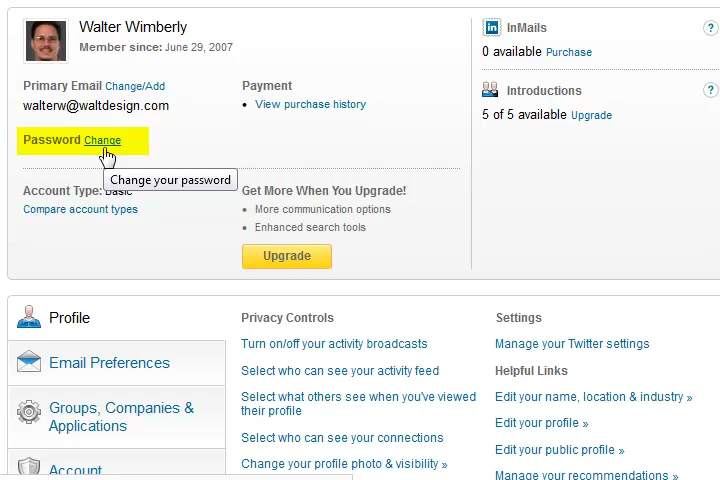 Walter Wimberly
Member since: June 29, 2007
Primary Email Change/Add
walterw@waltdesign.com
Password Change
Change your password
Account Type: Basic
Compare account types
Payment
• View purchase history
Get More When You Upgrade!
• More communication options
• Enhanced search tools
Upgrade
in InMails ?
0 available Purchase
Introductions ?
5 of 5 available Upgrade
Profile
Email Preferences
Groups, Companies &
Applications
Account
Privacy Controls
Turn on/off your activity broadcasts
Select who can see your activity feed
Select what others see when you've viewed
their profile
Select who can see your connections
Change your profile photo & visibility »
Settings
Manage your Twitter settings
Helpful Links
Edit your name, location & industry »
Edit your profile »
Edit your public profile »
Manage your recommendations »